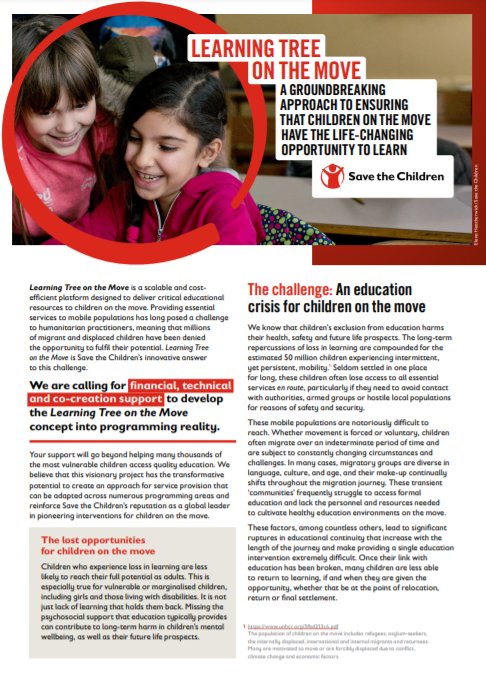 LEARNING TREE
ON THE MOVE
A GROUNDBREAKING
APPROACH TO ENSURING
THAT CHILDREN ON THE MOVE
HAVE THE LIFE-CHANGING
OPPORTUNITY TO LEARN
Save the Children
Learning Tree on the Move is a scalable and cost-
efficient platform designed to deliver critical educational
resources to children on the move. Providing essential
services to mobile populations has long posed a challenge
to humanitarian practitioners, meaning that millions
of migrant and displaced children have been denied
the opportunity to fulfil their potential. Learning Tree
on the Move is Save the Children's innovative answer
to this challenge.
We are calling for financial, technical
and co-creation support to develop
the Learning Tree on the Move
concept into programming reality.
Your support will go beyond helping many thousands of
the most vulnerable children access quality education. We
believe that this visionary project has the transformative
potential to create an approach for service provision that
can be adapted across numerous programming areas and
reinforce Save the Children's reputation as a global leader
in pioneering interventions for children on the move.
The lost opportunities
for children on the move
Children who experience loss in learning are less
likely to reach their full potential as adults. This is
especially true for vulnerable or marginalised children,
including girls and those living with disabilities. It is not
just lack of learning that holds them back. Missing the
psychosocial support that education typically provides
can contribute to long-term harm in children's mental
wellbeing, as well as their future life prospects.
The challenge: An education
crisis for children on the move
We know that children's exclusion from education harms
their health, safety and future life prospects. The long-term
repercussions of loss in learning are compounded for the
estimated 50 million children experiencing intermittent,
yet persistent, mobility.¹ Seldom settled in one place
for long, these children often lose access to all essential
services en route, particularly if they need to avoid contact
with authorities, armed groups or hostile local populations
for reasons of safety and security.
These mobile populations are notoriously difficult to
reach. Whether movement is forced or voluntary, children
often migrate over an indeterminate period of time and
are subject to constantly changing circumstances and
challenges. In many cases, migratory groups are diverse in
language, culture, and age, and their make-up continually
shifts throughout the migration journey. These transient
'communities' frequently struggle to access formal
education and lack the personnel and resources needed
to cultivate healthy education environments on the move.
These factors, among countless others, lead to significant
ruptures in educational continuity that increase with the
length of the journey and make providing a single education
intervention extremely difficult. Once their link with
education has been broken, many children are less able
to return to learning, if and when they are given the
opportunity, whether that be at the point of relocation,
return or final settlement.
The population of children on the move includes refugees, asylum-seekers,
the internally displaced, international and internal migrants and returnees.
Many are motivated to move or are forcibly displaced due to conflict,
climate change and economic factors.